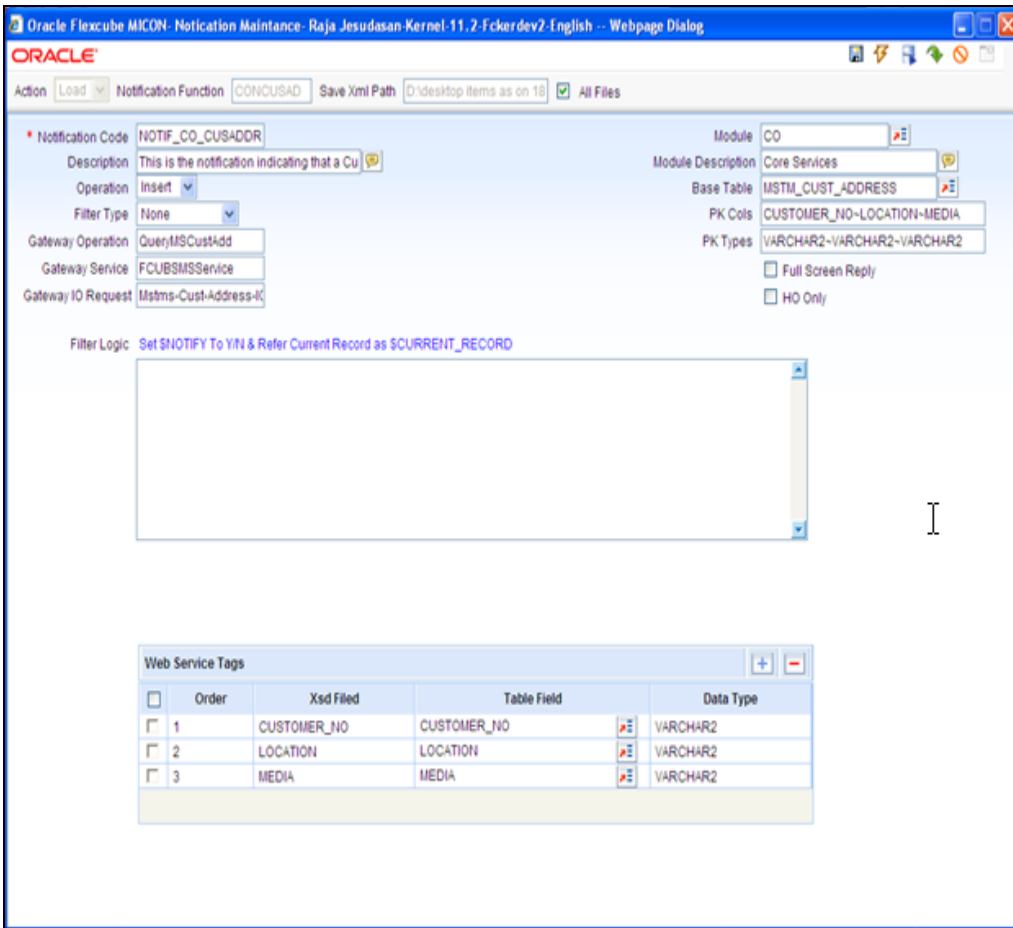 Oracle Flexcube MICON- Notication Maintance- Raja Jesudasan-Kernel-11.2-Fckerdev2-English -- Webpage Dialog
ORACLE
Action Load Notification Function CONCUSAD Save Xml Path D:\desktop items as on 18 All Files
* Notification Code NOTIF_CO_CUSADDR Module CO
Description This is the notification indicating that a Cu Module Description Core Services
Operation Insert Base Table MSTM_CUST_ADDRESS
Filter Type None PK Cols CUSTOMER_NO~LOCATION~MEDIA
Gateway Operation QueryMSCustAdd PK Types VARCHAR2~VARCHAR2~VARCHAR2
Gateway Service FCUBSMSService Full Screen Reply
Gateway IO Request Mstms-Cust-Address-IO HO Only
Filter Logic Set $NOTIFY To Y/N & Refer Current Record as $CURRENT_RECORD
Web Service Tags
Order Xsd Filed Table Field Data Type
1 CUSTOMER_NO CUSTOMER_NO VARCHAR2
2 LOCATION LOCATION VARCHAR2
3 MEDIA MEDIA VARCHAR2